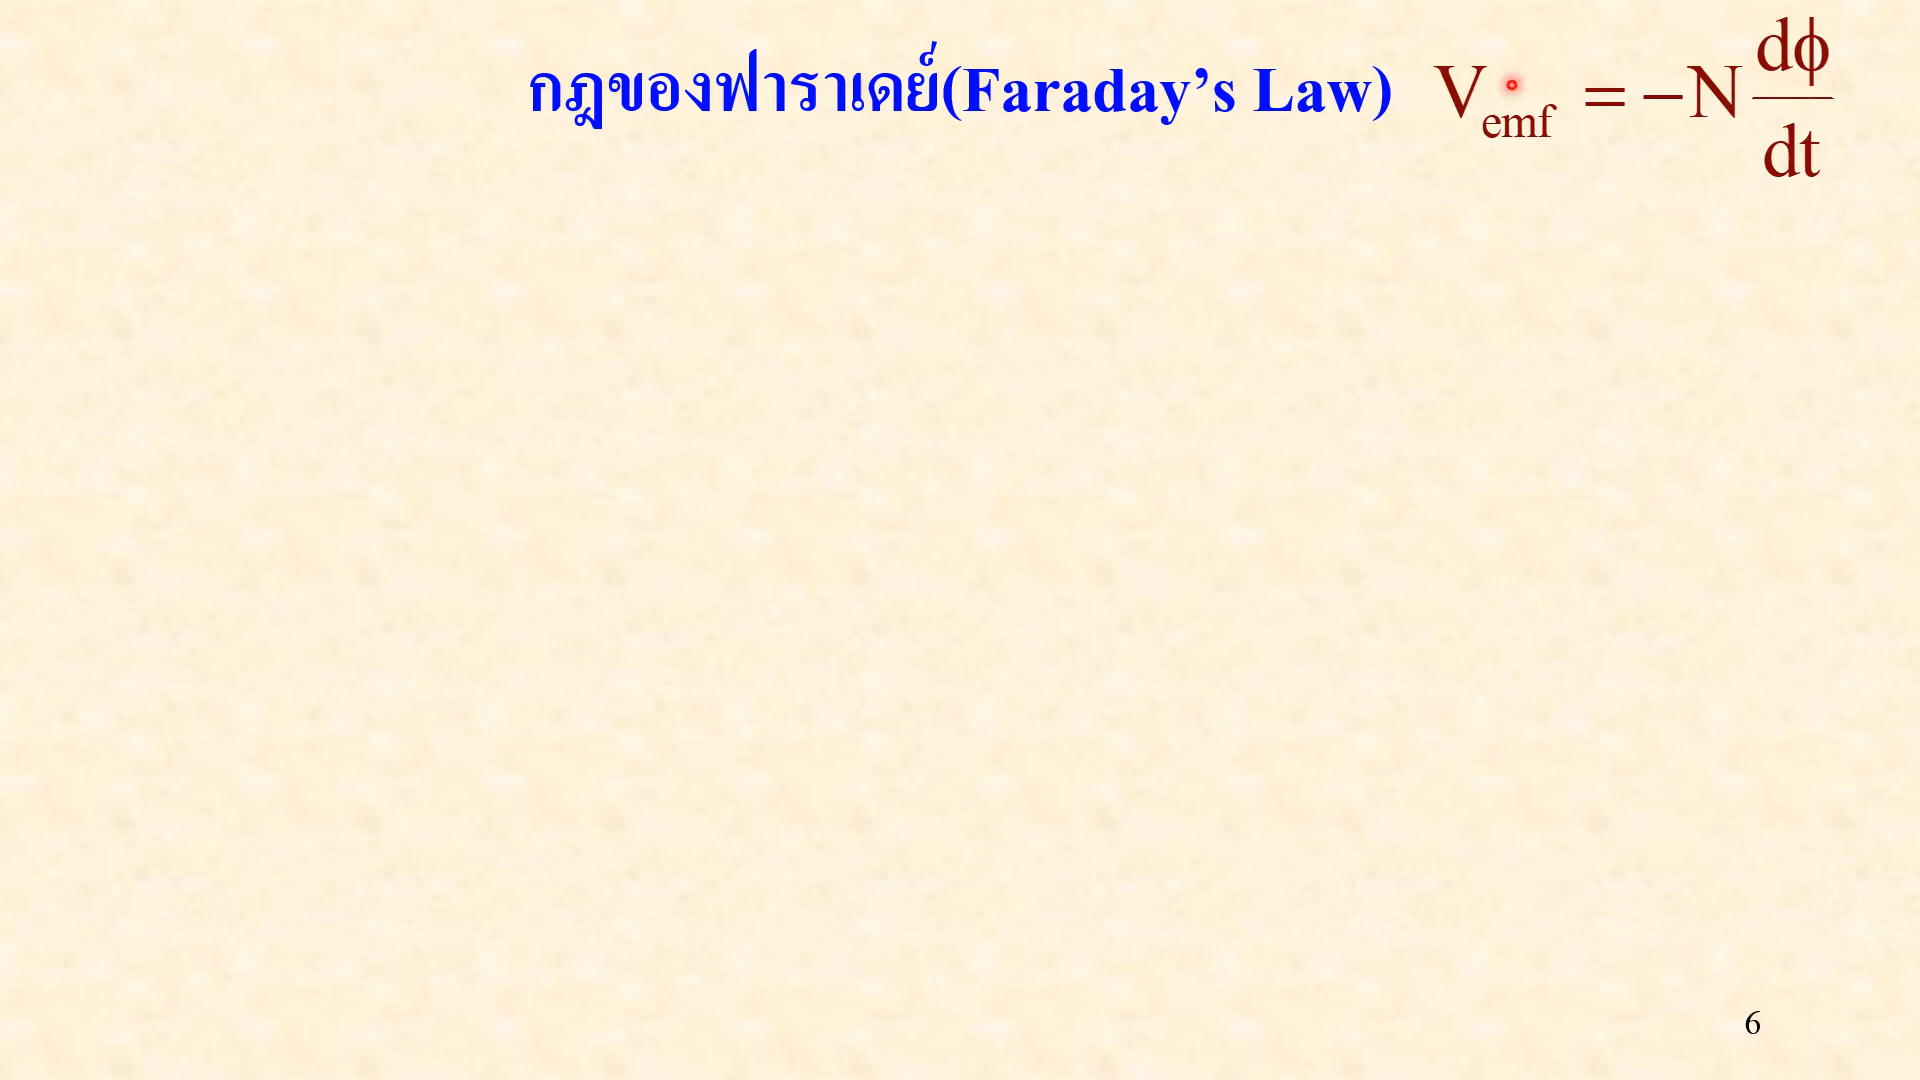 กฎของฟาราเดย์(Faraday’s Law) V_emf = −N dφ/dt
6